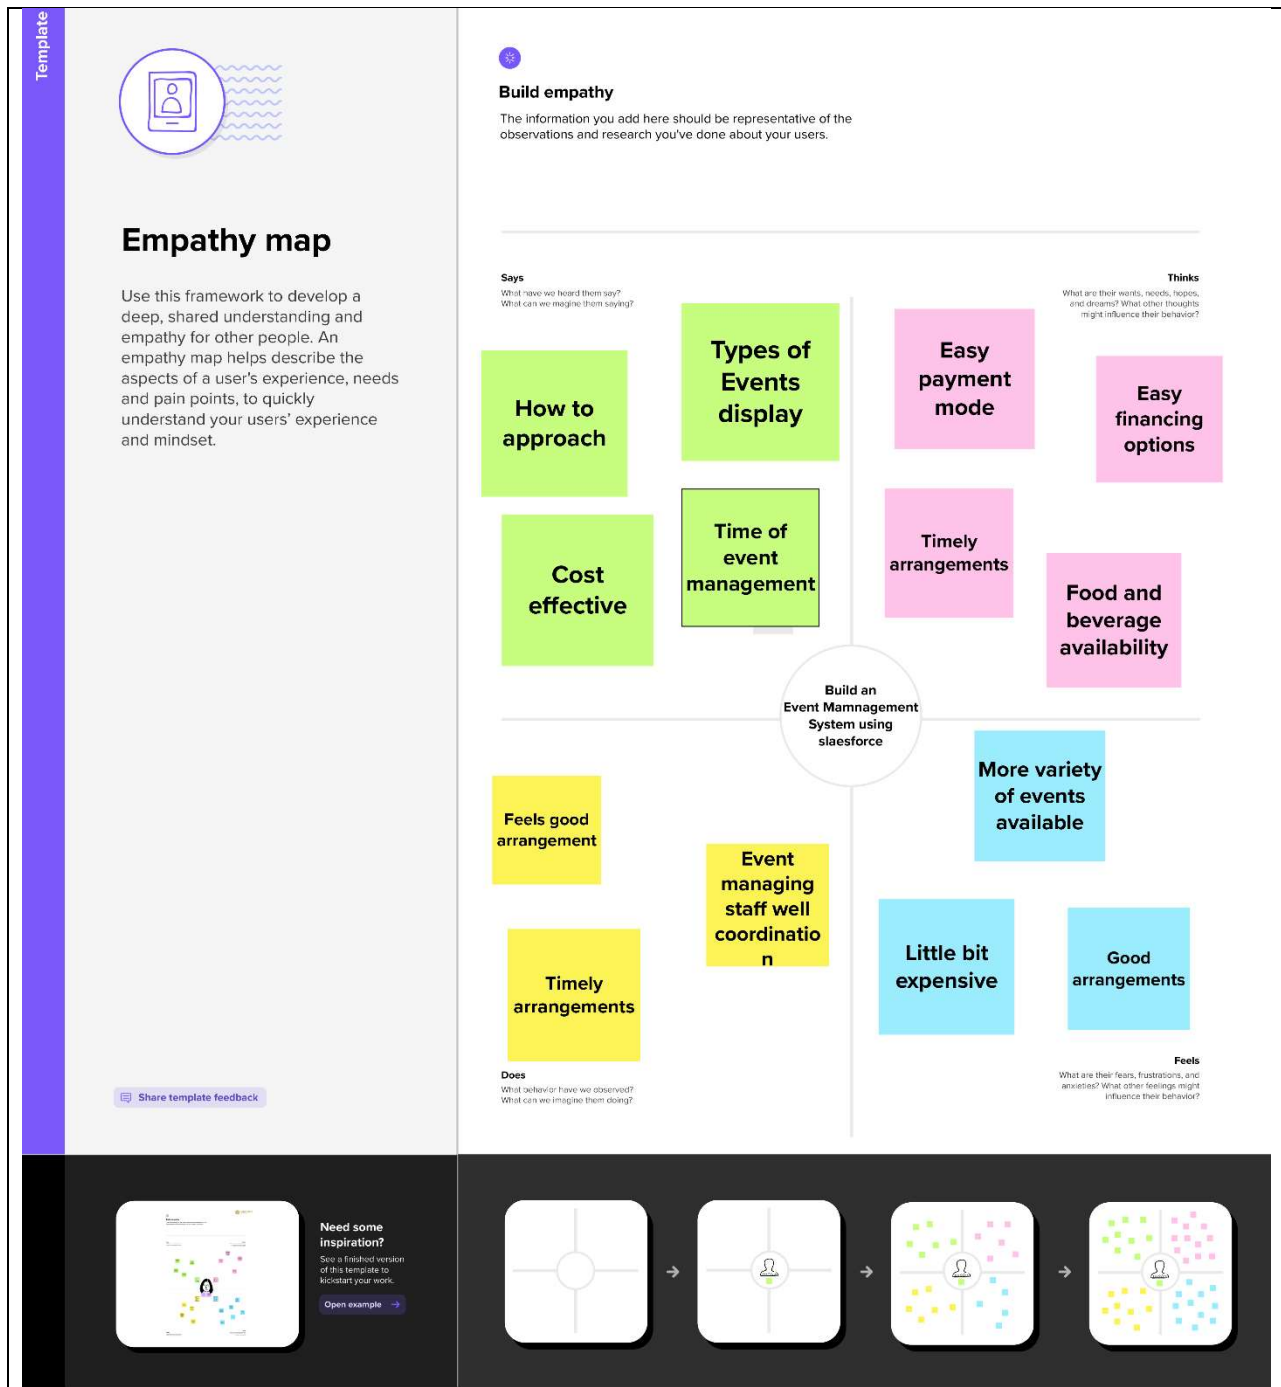 Template
Empathy map
Use this framework to develop a
deep, shared understanding and
empathy for other people. An
empathy map helps describe the
aspects of a user's experience, needs
and pain points, to quickly
understand your users' experience
and mindset.
Share template feedback
Build empathy
The information you add here should be representative of the
observations and research you've done about your users.
Says
What have we heard them say?
What can we magine them saying?
Thinks
What are their wants, needs, hopes,
and dreams? What other thoughts
might influence their behavior?
How to
approach
Types of
Events
display
Cost
effective
Time of
event
management
Easy
payment
mode
Easy
financing
options
Timely
arrangements
Food and
beverage
availability
Build an
Event Mamnagement
System using
slaesforce
Feels good
arrangement
Event
managing
staff well
coordinatio
n
Timely
arrangements
More variety
of events
available
Little bit
expensive
Good
arrangements
Does
What behavior have we observed?
What can we imagine them doing?
Feels
What are their fears, frustrations, and
anxieties? What other feelings might
influence their behavior?
Need some
inspiration?
See a finished version
of this template to
kickstart your work.
Open example